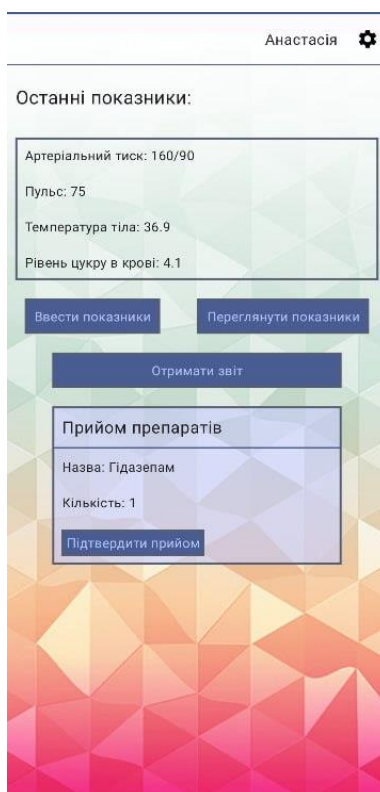 Анастасія
Останні показники:
Артеріальний тиск: 160/90
Пульс: 75
Температура тіла: 36.9
Рівень цукру в крові: 4.1
Ввести показники Переглянути показники
Отримати звіт
Прийом препаратів
Назва: Гідазепам
Кількість: 1
Підтвердити прийом